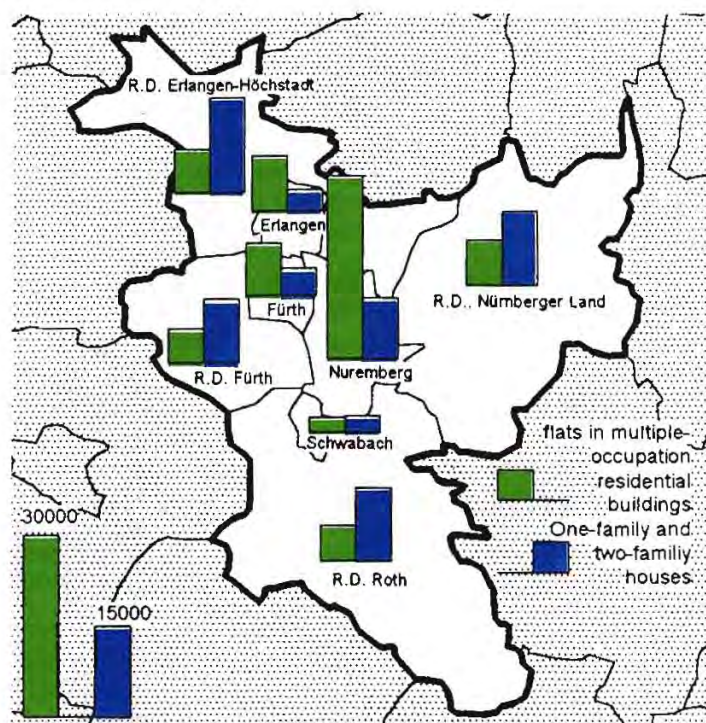 R.D. Erlangen-Höchstadt
Erlangen
Fürth
R.D.. Nürnberger Land
R.D. Fürth
Nuremberg
Schwabach
R.D. Roth
flats in multiple-
occupation
residential
buildings
One-family and
two-familiy
houses
30000
15000